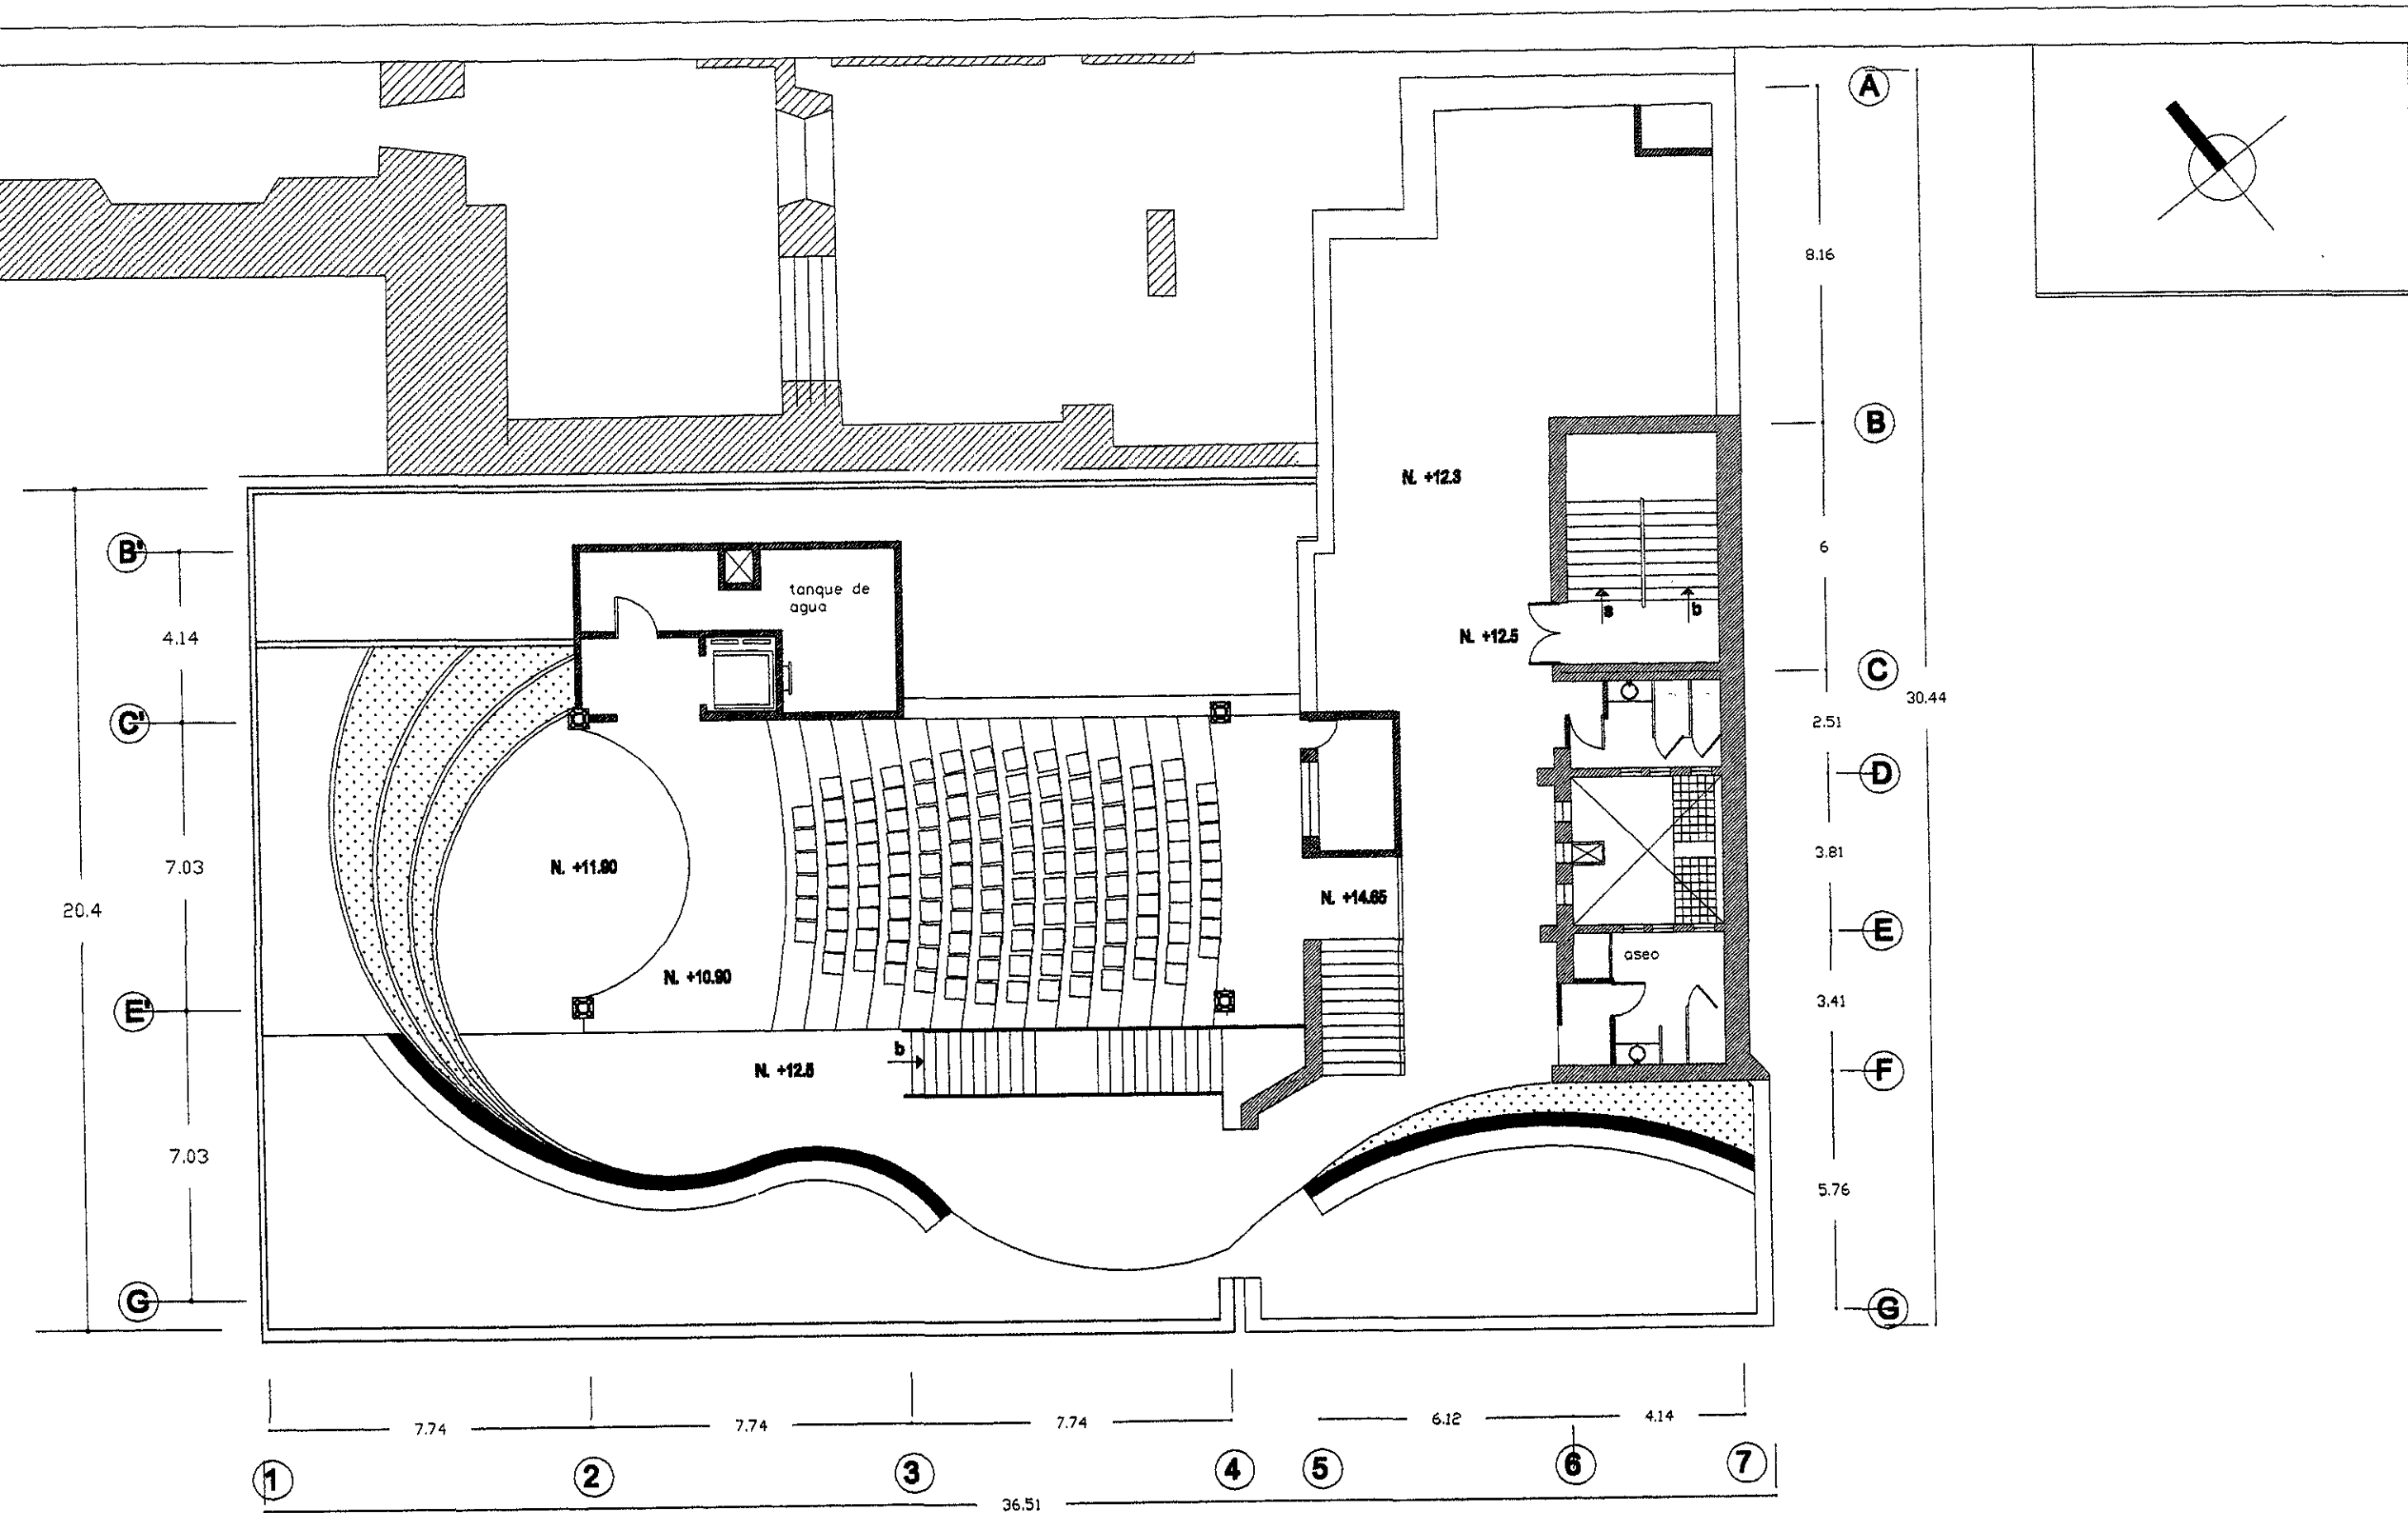 A
8.16
B
N. +12.3
B'
6
tanque de
agua
s
b
4.14
N. +12.5
C
30.44
C'
2.51
D
7.03
N. +11.90
3.81
20.4
N. +14.65
E
aseo
N. +10.90
E'
3.41
b
N. +12.5
F
7.03
5.76
G
G
7.74
7.74
7.74
6.12
4.14
1
2
3
4
5
6
7
36.51